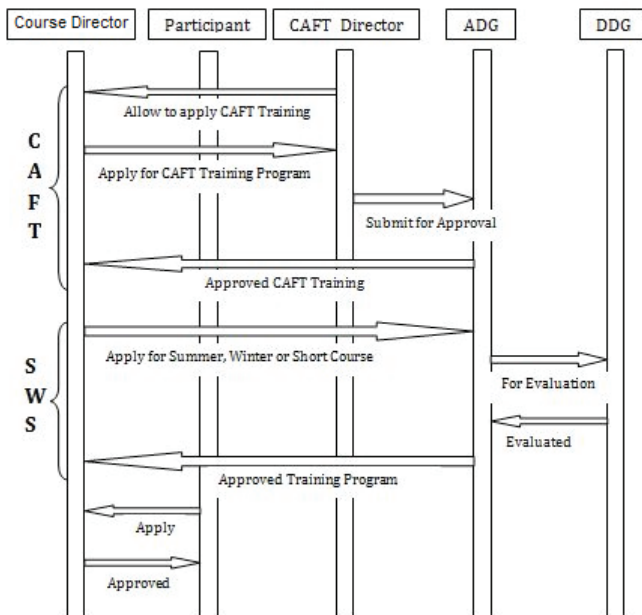 Course Director
Participant
CAFT Director
ADG
DDG
Allow to apply CAFT Training
C
A
F
T
Apply for CAFT Training Program
Submit for Approval
Approved CAFT Training
S
W
S
Apply for Summer, Winter or Short Course
For Evaluation
Evaluated
Approved Training Program
Apply
Approved